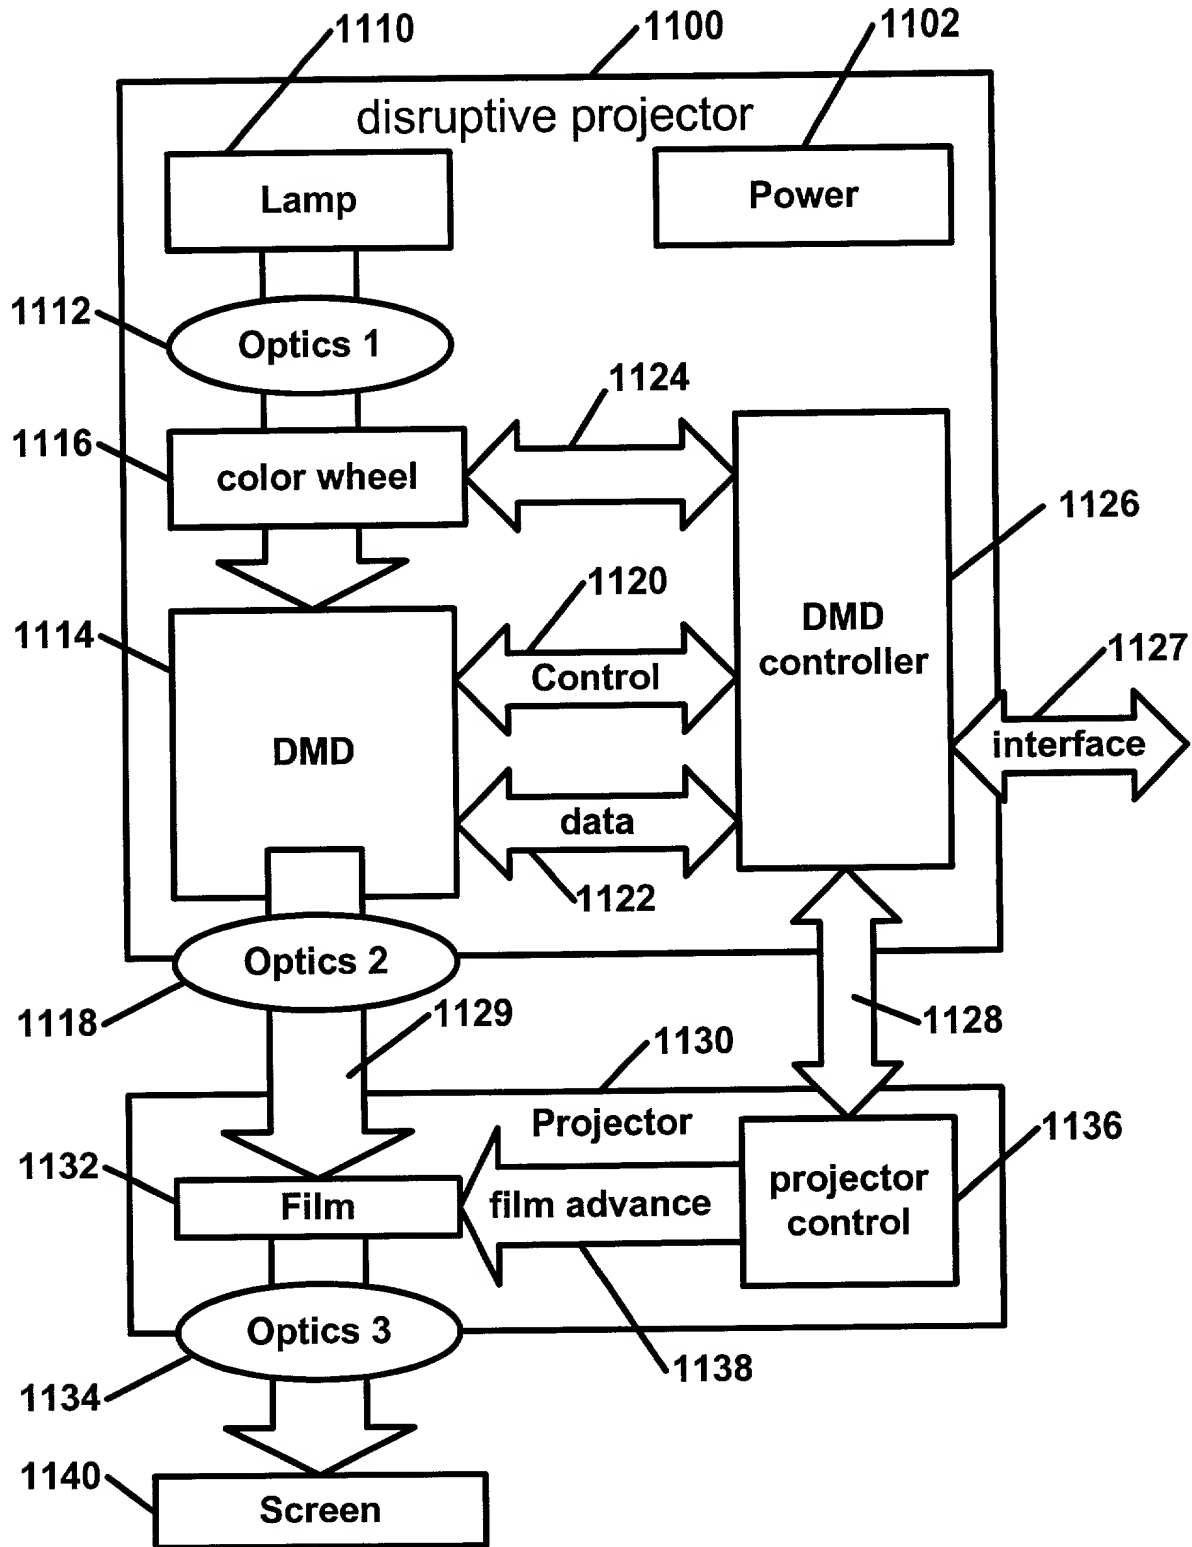 1110
1100
1102
disruptive projector
Lamp
Power
1112
Optics 1
1124
1116
color wheel
1126
1120
1114
DMD
controller
Control
1127
interface
DMD
data
1122
Optics 2
1118
1129
1128
1130
Projector
1136
1132
Film
film advance
projector
control
Optics 3
1138
1134
1140
Screen